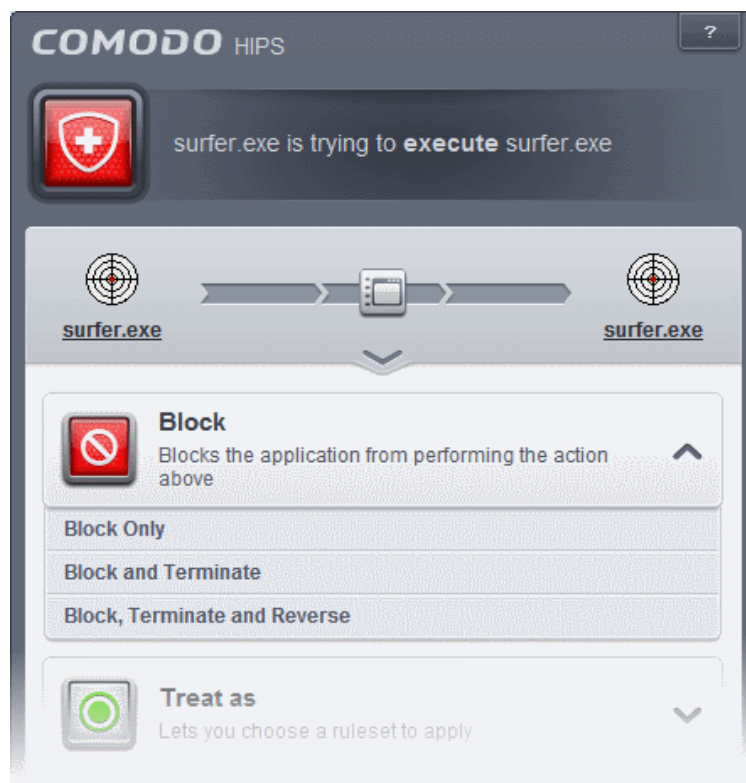 COMODO HIPS
?
surfer.exe is trying to execute surfer.exe
surfer.exe
surfer.exe
Block
Blocks the application from performing the action
above
Block Only
Block and Terminate
Block, Terminate and Reverse
Treat as
Lets you choose a ruleset to apply